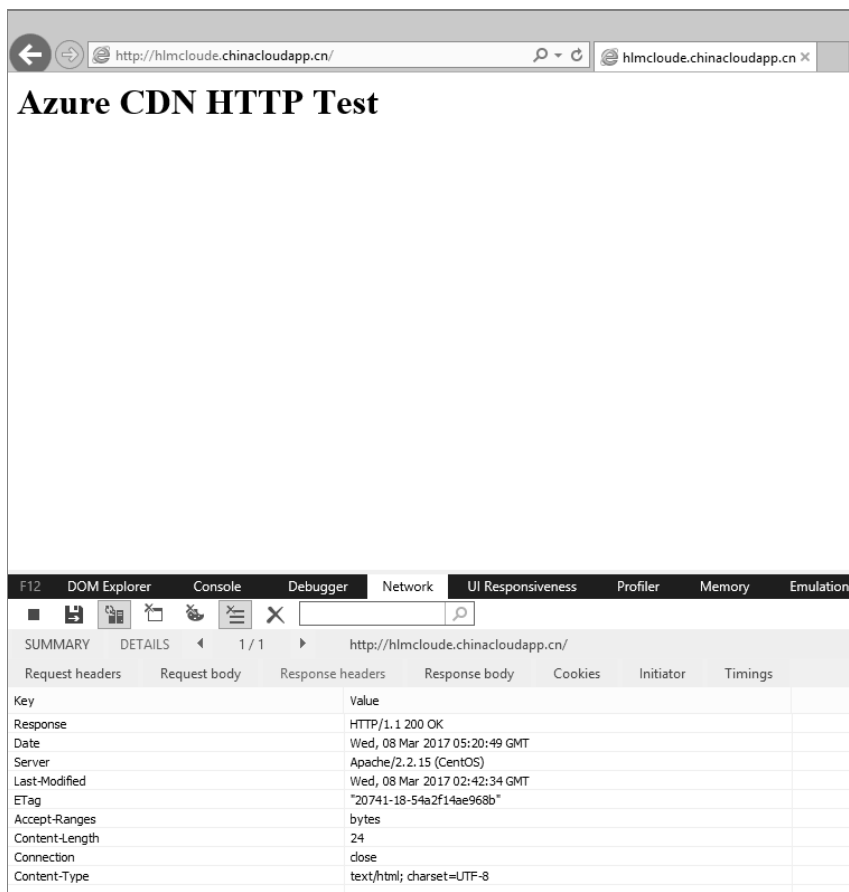 http://hlmcloude.chinacloudapp.cn/ hlmcloude.chinacloudapp.cn
Azure CDN HTTP Test
F12 DOM Explorer Console Debugger Network UI Responsiveness Profiler Memory Emulation
SUMMARY DETAILS 1 / 1 http://hlmcloude.chinacloudapp.cn/
Request headers Request body Response headers Response body Cookies Initiator Timings
Key Value
Response HTTP/1.1 200 OK
Date Wed, 08 Mar 2017 05:20:49 GMT
Server Apache/2.2.15 (CentOS)
Last-Modified Wed, 08 Mar 2017 02:42:34 GMT
ETag "20741-18-54a2f14ae968b"
Accept-Ranges bytes
Content-Length 24
Connection close
Content-Type text/html; charset=UTF-8